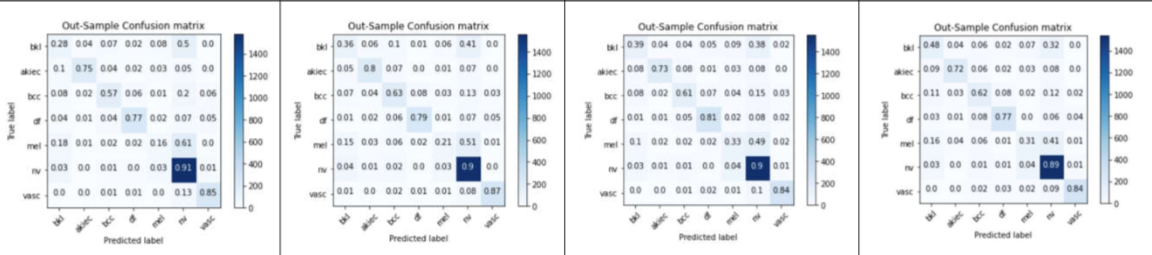 Out-Sample Confusion matrix
bkl 0.28 0.04 0.07 0.02 0.08 0.5 0.0
akiec 0.1 0.75 0.04 0.02 0.03 0.05 0.0
bcc 0.08 0.02 0.57 0.06 0.01 0.2 0.06
df 0.04 0.01 0.04 0.77 0.02 0.07 0.05
mel 0.18 0.01 0.02 0.02 0.16 0.61 0.0
nv 0.03 0.0 0.01 0.0 0.03 0.91 0.01
vasc 0.0 0.0 0.01 0.01 0.0 0.13 0.85
bkl akiec bcc df mel nv vasc
Predicted label
True label
1400
1200
1000
800
600
400
200
0
Out-Sample Confusion matrix
bkl 0.36 0.06 0.1 0.01 0.06 0.41 0.0
akiec 0.05 0.8 0.07 0.0 0.01 0.07 0.0
bcc 0.07 0.04 0.63 0.08 0.03 0.13 0.03
df 0.01 0.02 0.06 0.79 0.01 0.07 0.05
mel 0.15 0.03 0.06 0.02 0.21 0.51 0.01
nv 0.04 0.01 0.02 0.0 0.03 0.9 0.0
vasc 0.01 0.0 0.02 0.01 0.01 0.08 0.87
bkl akiec bcc df mel nv vasc
Predicted label
1400
1200
1000
800
600
400
200
0
Out-Sample Confusion matrix
bkl 0.39 0.04 0.04 0.05 0.09 0.38 0.02
akiec 0.08 0.73 0.08 0.01 0.03 0.08 0.0
bcc 0.08 0.02 0.61 0.07 0.04 0.15 0.03
df 0.01 0.01 0.05 0.81 0.02 0.08 0.02
mel 0.1 0.02 0.02 0.02 0.33 0.49 0.01
nv 0.03 0.01 0.01 0.0 0.04 0.9 0.01
vasc 0.0 0.0 0.02 0.01 0.01 0.1 0.84
bkl akiec bcc df mel nv vasc
Predicted label
True label
1400
1200
1000
800
600
400
200
0
Out-Sample Confusion matrix
bkl 0.48 0.04 0.06 0.02 0.07 0.32 0.0
akiec 0.09 0.72 0.06 0.02 0.03 0.08 0.0
bcc 0.11 0.03 0.62 0.08 0.02 0.12 0.02
df 0.03 0.01 0.08 0.77 0.0 0.06 0.04
mel 0.16 0.04 0.06 0.01 0.31 0.41 0.01
nv 0.03 0.0 0.01 0.01 0.04 0.89 0.01
vasc 0.0 0.0 0.02 0.03 0.02 0.09 0.84
bkl akiec bcc df mel nv vasc
Predicted label
True label
1400
1200
1000
800
600
400
200
0